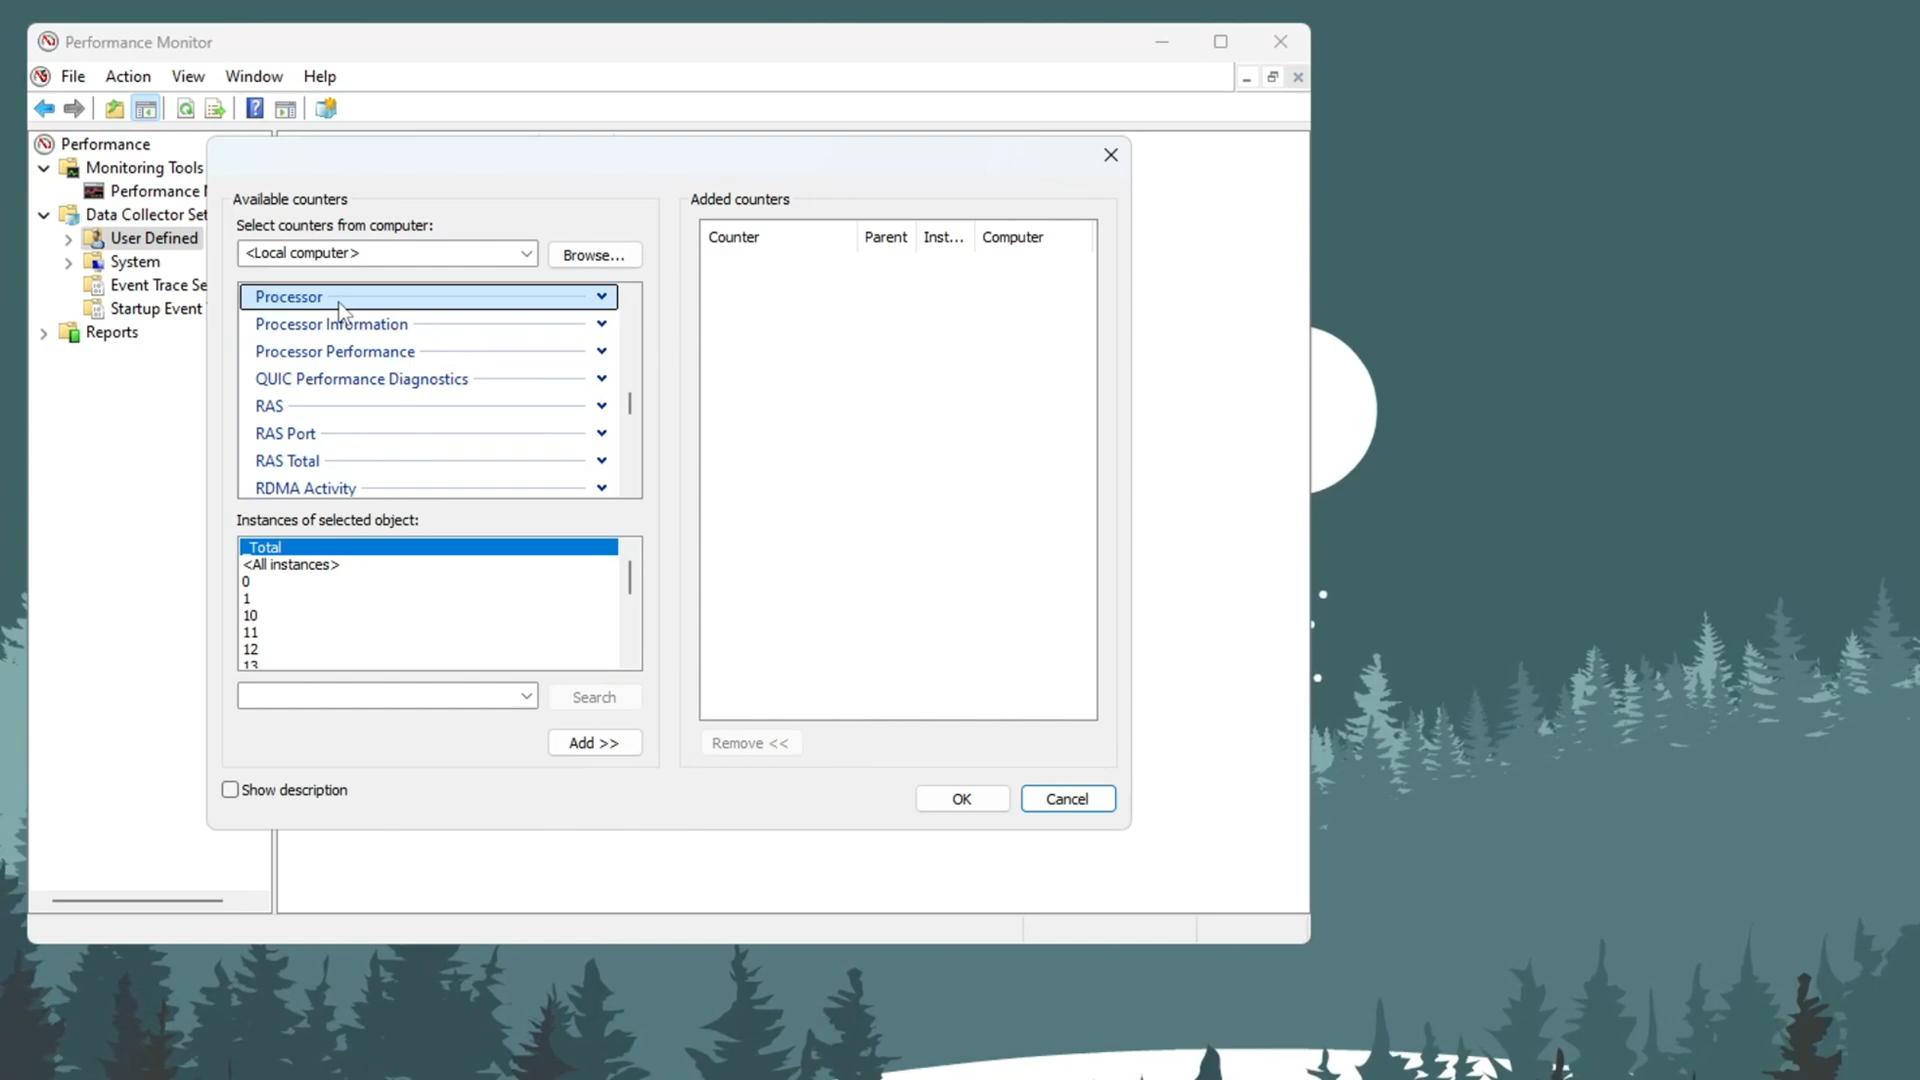 Performance Monitor
File Action View Window Help
Performance
Monitoring Tools
Performance
Data Collector Set
User Defined
System
Event Trace Se
Startup Event
Reports
Available counters
Select counters from computer:
<Local computer>
Browse...
Processor
Processor Information
Processor Performance
QUIC Performance Diagnostics
RAS
RAS Port
RAS Total
RDMA Activity
Instances of selected object:
_Total
<All instances>
0
1
10
11
12
13
Search
Add >>
Show description
Added counters
Counter Parent Inst... Computer
Remove <<
OK Cancel